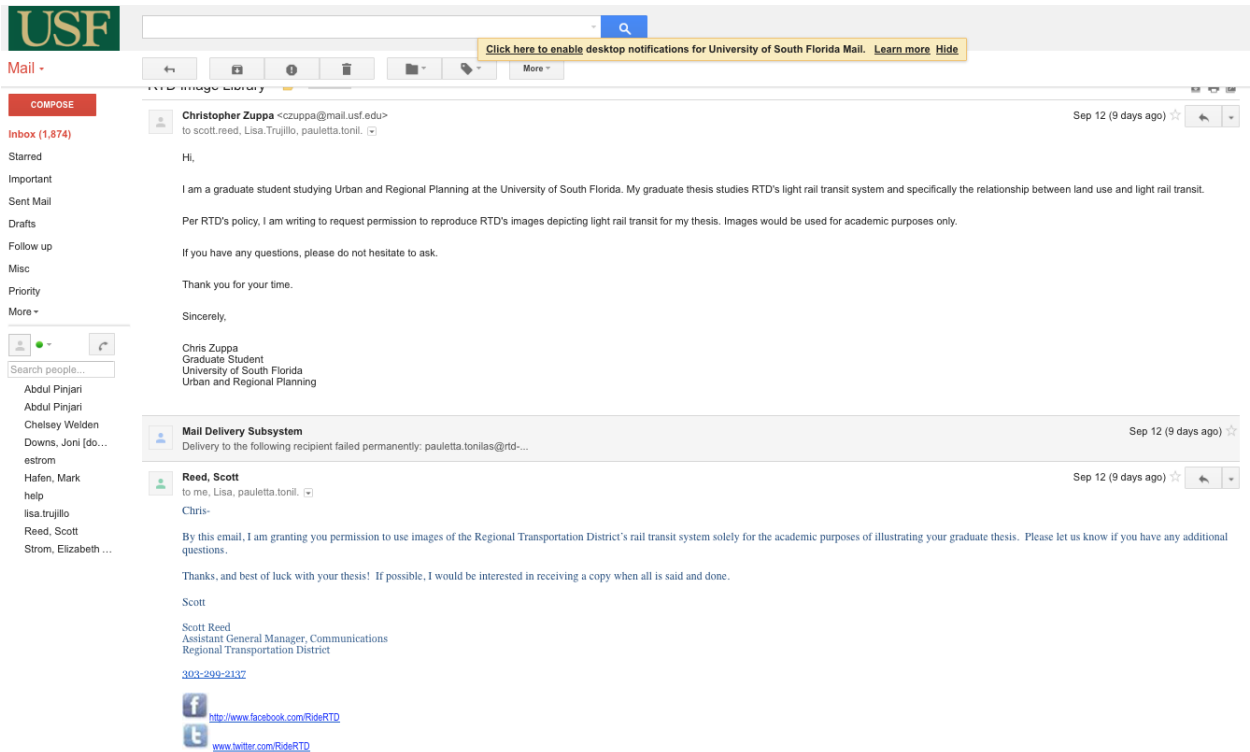 USF
Click here to enable desktop notifications for University of South Florida Mail. Learn more Hide
Mail
More
RTD Image Library
COMPOSE
Inbox (1,874)
Starred
Important
Sent Mail
Drafts
Follow up
Misc
Priority
More
Search people...
Abdul Pinjari
Abdul Pinjari
Chelsey Welden
Downs, Joni [do...
estrom
Hafen, Mark
help
lisa.trujillo
Reed, Scott
Strom, Elizabeth ...
Christopher Zuppa <czuppa@mail.usf.edu>
Sep 12 (9 days ago)
to scott.reed, Lisa.Trujillo, pauletta.tonil.
Hi,
I am a graduate student studying Urban and Regional Planning at the University of South Florida. My graduate thesis studies RTD's light rail transit system and specifically the relationship between land use and light rail transit.
Per RTD's policy, I am writing to request permission to reproduce RTD's images depicting light rail transit for my thesis. Images would be used for academic purposes only.
If you have any questions, please do not hesitate to ask.
Thank you for your time.
Sincerely,
Chris Zuppa
Graduate Student
University of South Florida
Urban and Regional Planning
Mail Delivery Subsystem
Sep 12 (9 days ago)
Delivery to the following recipient failed permanently: pauletta.tonilas@rtd-...
Reed, Scott
Sep 12 (9 days ago)
to me, Lisa, pauletta.tonil.
Chris-
By this email, I am granting you permission to use images of the Regional Transportation District's rail transit system solely for the academic purposes of illustrating your graduate thesis.  Please let us know if you have any additional
questions.
Thanks, and best of luck with your thesis!  If possible, I would be interested in receiving a copy when all is said and done.
Scott
Scott Reed
Assistant General Manager, Communications
Regional Transportation District
303-299-2137
http://www.facebook.com/RideRTD
www.twitter.com/RideRTD